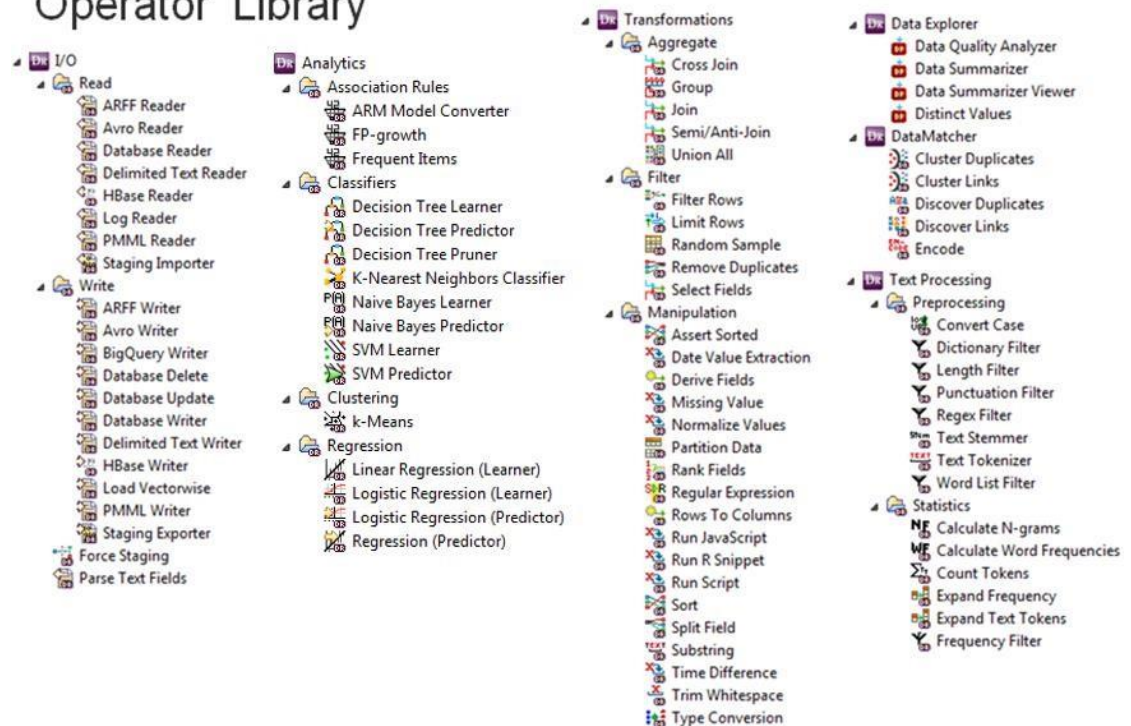 Operator Library
I/O
Read
ARFF Reader
Avro Reader
Database Reader
Delimited Text Reader
HBase Reader
Log Reader
PMML Reader
Staging Importer
Write
ARFF Writer
Avro Writer
BigQuery Writer
Database Delete
Database Update
Database Writer
Delimited Text Writer
HBase Writer
Load Vectorwise
PMML Writer
Staging Exporter
Force Staging
Parse Text Fields
Analytics
Association Rules
ARM Model Converter
FP-growth
Frequent Items
Classifiers
Decision Tree Learner
Decision Tree Predictor
Decision Tree Pruner
K-Nearest Neighbors Classifier
Naive Bayes Learner
Naive Bayes Predictor
SVM Learner
SVM Predictor
Clustering
k-Means
Regression
Linear Regression (Learner)
Logistic Regression (Learner)
Logistic Regression (Predictor)
Regression (Predictor)
Transformations
Aggregate
Cross Join
Group
Join
Semi/Anti-Join
Union All
Filter
Filter Rows
Limit Rows
Random Sample
Remove Duplicates
Select Fields
Manipulation
Assert Sorted
Date Value Extraction
Derive Fields
Missing Value
Normalize Values
Partition Data
Rank Fields
Regular Expression
Rows To Columns
Run JavaScript
Run R Snippet
Run Script
Sort
Split Field
Substring
Time Difference
Trim Whitespace
Type Conversion
Data Explorer
Data Quality Analyzer
Data Summarizer
Data Summarizer Viewer
Distinct Values
DataMatcher
Cluster Duplicates
Cluster Links
Discover Duplicates
Discover Links
Encode
Text Processing
Preprocessing
Convert Case
Dictionary Filter
Length Filter
Punctuation Filter
Regex Filter
Text Stemmer
Text Tokenizer
Word List Filter
Statistics
Calculate N-grams
Calculate Word Frequencies
Count Tokens
Expand Frequency
Expand Text Tokens
Frequency Filter